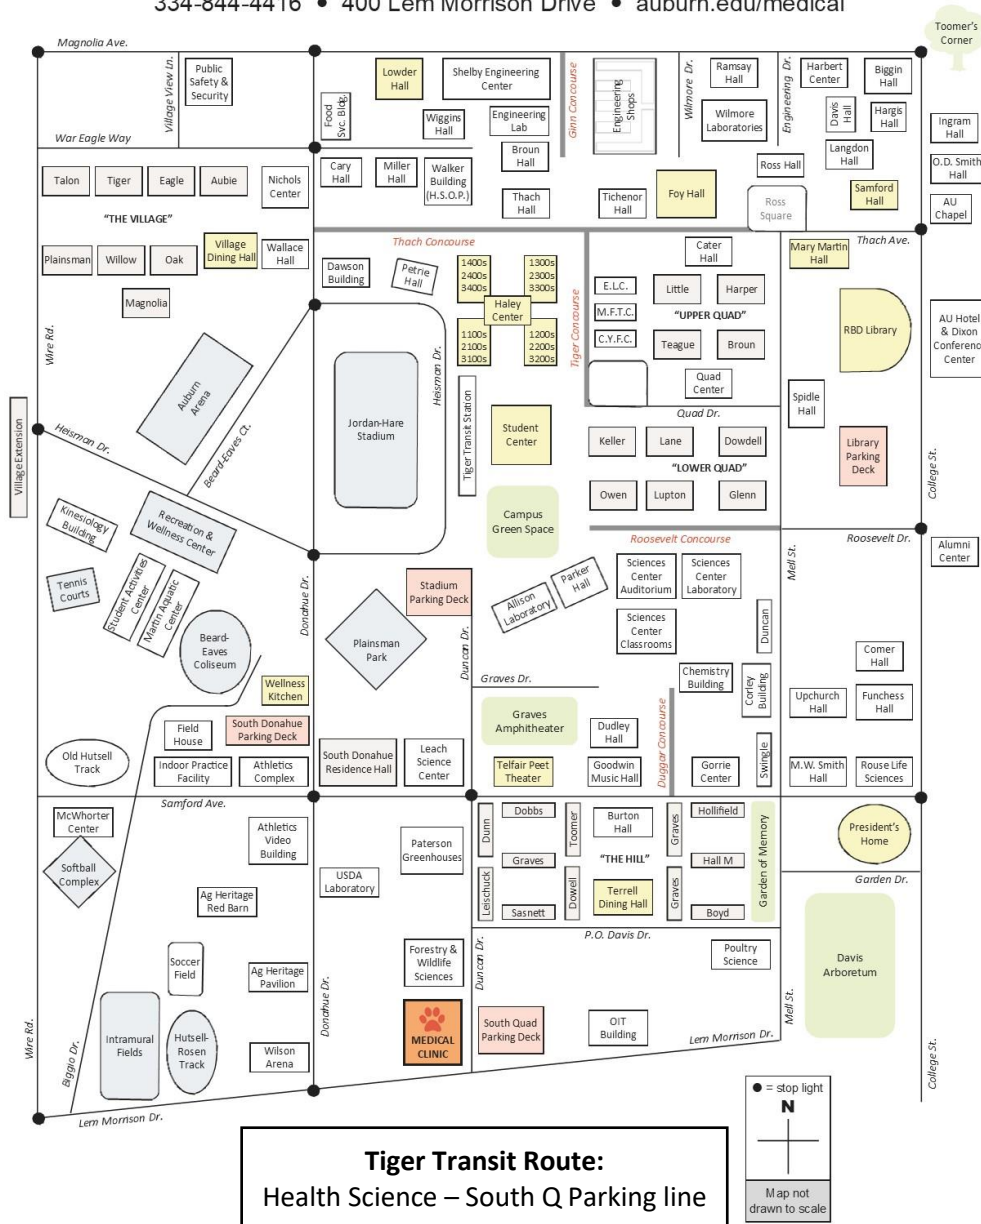 334-844-4416 • 400 Lem Morrison Drive • auburn.edu/medical
Toomer's
Corner
Magnolia Ave.
Village View Ln.
Public
Safety &
Security
Food
Svc. Bldg.
Lowder
Hall
Shelby Engineering
Center
Wiggins
Hall
Engineering
Lab
Broun
Hall
Ginn Concourse
Engineering
Shops
Wilmore Dr.
Ramsay
Hall
Wilmore
Laboratories
Engineering Dr.
Harbert
Center
Biggin
Hall
Davis
Hall
Hargis
Hall
Langdon
Hall
Ingram
Hall
War Eagle Way
Talon
Tiger
Eagle
Aubie
Nichols
Center
Cary
Hall
Miller
Hall
Walker
Building
(H.S.O.P.)
Thach
Hall
Tichenor
Hall
Foy Hall
Ross Hall
Ross
Square
Samford
Hall
O.D. Smith
Hall
AU
Chapel
"THE VILLAGE"
Plainsman
Willow
Oak
Village
Dining Hall
Wallace
Hall
Magnolia
Thach Concourse
Thach Ave.
Dawson
Building
Petrie
Hall
1400s
2400s
3400s
1300s
2300s
3300s
Haley
Center
1100s
2100s
3100s
1200s
2200s
3200s
Tiger Concourse
Cater
Hall
E.L.C.
M.F.T.C.
C.Y.F.C.
Little
Harper
"UPPER QUAD"
Teague
Broun
Quad
Center
Mary Martin
Hall
RBD Library
AU Hotel
& Dixon
Conference
Center
Wire Rd.
Auburn
Arena
Beard-Eaves Ct.
Jordan-Hare
Stadium
Heisman Dr.
Tiger Transit Station
Student
Center
Quad Dr.
Spidle
Hall
Keller
Lane
Dowdell
"LOWER QUAD"
Owen
Lupton
Glenn
Library
Parking
Deck
College St.
Village Extension
Heisman Dr.
Kinesiology
Building
Recreation &
Wellness Center
Tennis
Courts
Student Activities
Center
Martin Aquatic
Center
Campus
Green Space
Roosevelt Concourse
Roosevelt Dr.
Mell St.
Alumni
Center
Donahue Dr.
Stadium
Parking Deck
Allison
Laboratory
Parker
Hall
Sciences
Center
Auditorium
Sciences
Center
Laboratory
Sciences
Center
Classrooms
Duncan
Beard-
Eaves
Coliseum
Plainsman
Park
Duncan Dr.
Comer
Hall
Wellness
Kitchen
Graves Dr.
Chemistry
Building
Corley
Building
Upchurch
Hall
Funchess
Hall
Field
House
South Donahue
Parking Deck
Graves
Amphitheater
Dudley
Hall
Duggar Concourse
Old Hutsell
Track
Indoor Practice
Facility
Athletics
Complex
South Donahue
Residence Hall
Leach
Science
Center
Telfair Peet
Theater
Goodwin
Music Hall
Gorrie
Center
Swingle
M.W. Smith
Hall
Rouse Life
Sciences
Samford Ave.
McWhorter
Center
Softball
Complex
Athletics
Video
Building
Paterson
Greenhouses
USDA
Laboratory
Dunn
Dobbs
Toomer
Burton
Hall
Graves
Hollifield
Garden of Memory
President's
Home
Graves
"THE HILL"
Hall M
Leischuck
Sasnett
Dowell
Terrell
Dining Hall
Graves
Boyd
Garden Dr.
Ag Heritage
Red Barn
P.O. Davis Dr.
Soccer
Field
Ag Heritage
Pavilion
Forestry &
Wildlife
Sciences
Duncan Dr.
Poultry
Science
Davis
Arboretum
Wire Rd.
Biggio Dr.
Intramural
Fields
Hutsell-
Rosen
Track
Wilson
Arena
Donahue Dr.
MEDICAL
CLINIC
South Quad
Parking Deck
OIT
Building
Lem Morrison Dr.
Mell St.
College St.
Lem Morrison Dr.
● = stop light
N
Map not
drawn to scale
Tiger Transit Route:
Health Science – South Q Parking line